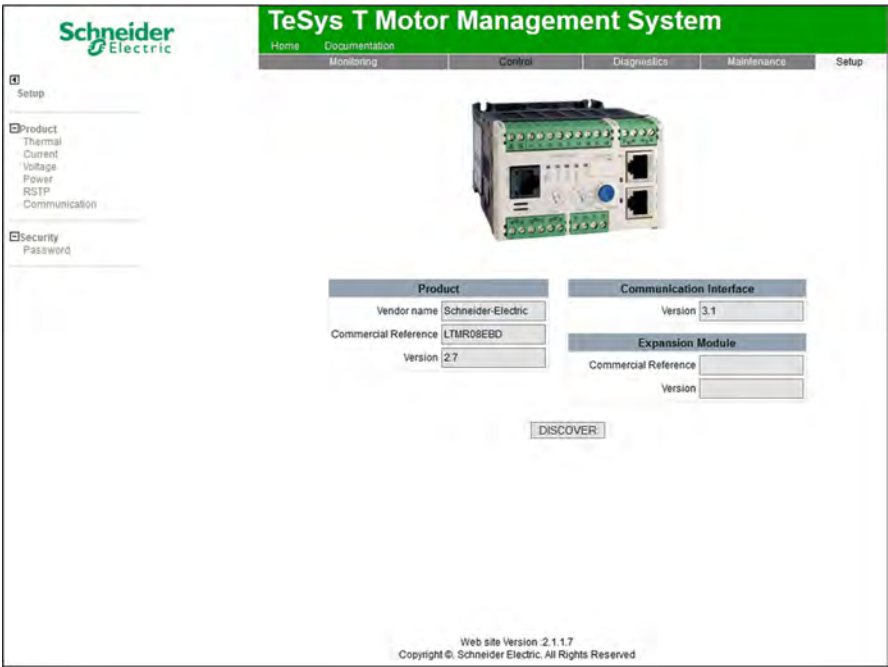 Schneider
Electric
TeSys T Motor Management System
Home Documentation
Monitoring Control Diagnostics Maintenance Setup
Setup
Product
Thermal
Current
Voltage
Power
RSTP
Communication
Security
Password
Product
Vendor name Schneider-Electric
Commercial Reference LTMR08EBD
Version 2.7
Communication Interface
Version 3.1
Expansion Module
Commercial Reference
Version
DISCOVER
Web site Version :2.1.1.7
Copyright ©, Schneider Electric. All Rights Reserved